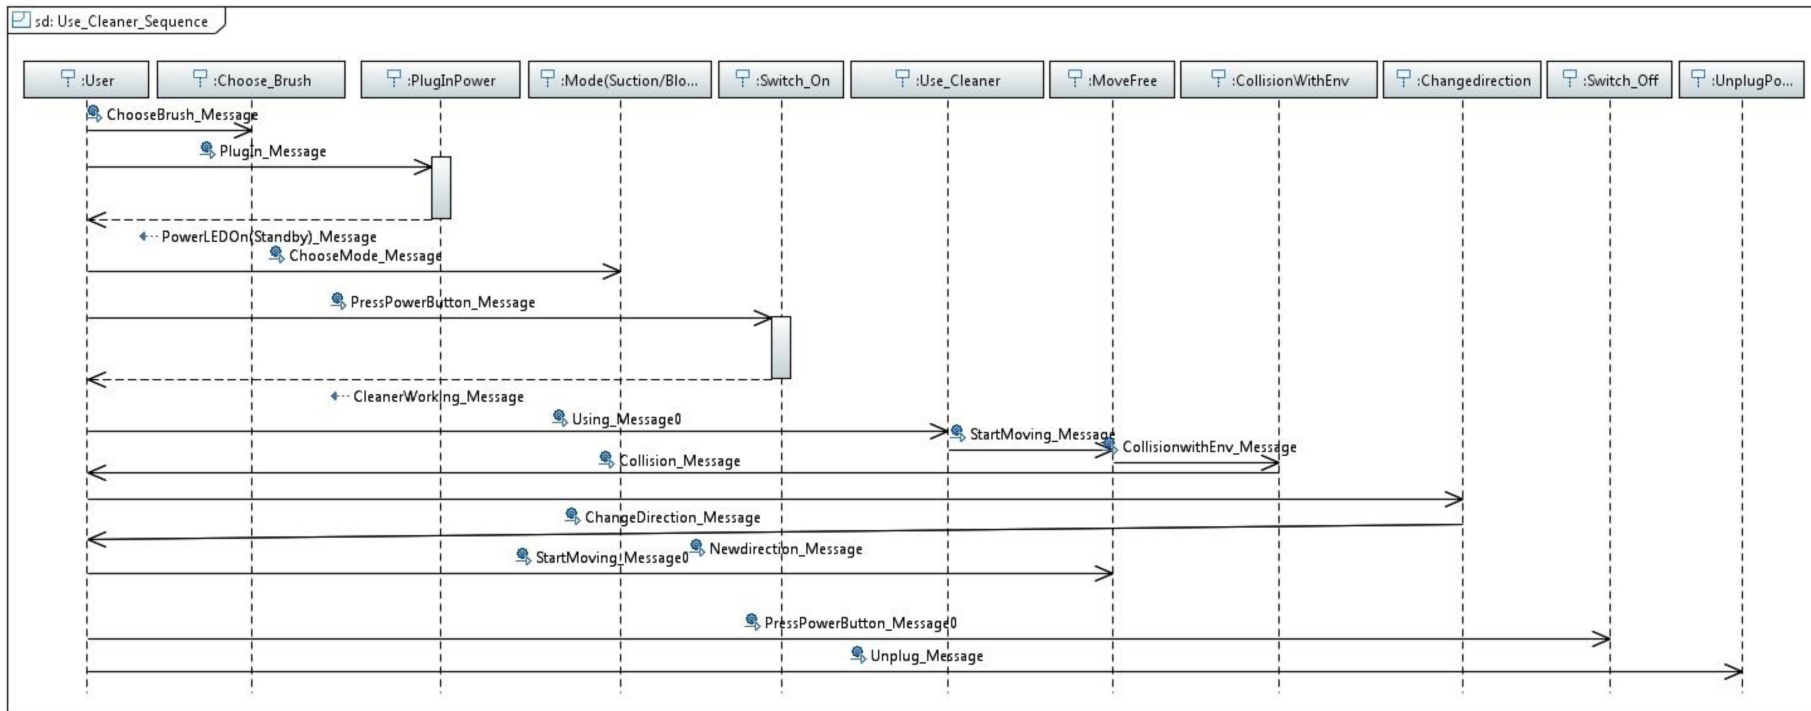 sd: Use_Cleaner_Sequence
:User
:Choose_Brush
:PlugInPower
:Mode(Suction/Blo...
:Switch_On
:Use_Cleaner
:MoveFree
:CollisionWithEnv
:Changedirection
:Switch_Off
:UnplugPo...
ChooseBrush_Message
PlugIn_Message
PowerLEDOn(Standby)_Message
ChooseMode_Message
PressPowerButton_Message
CleanerWorking_Message
Using_Message0
StartMoving_Message
CollisionwithEnv_Message
Collision_Message
ChangeDirection_Message
Newdirection_Message
StartMoving_Message0
PressPowerButton_Message0
Unplug_Message